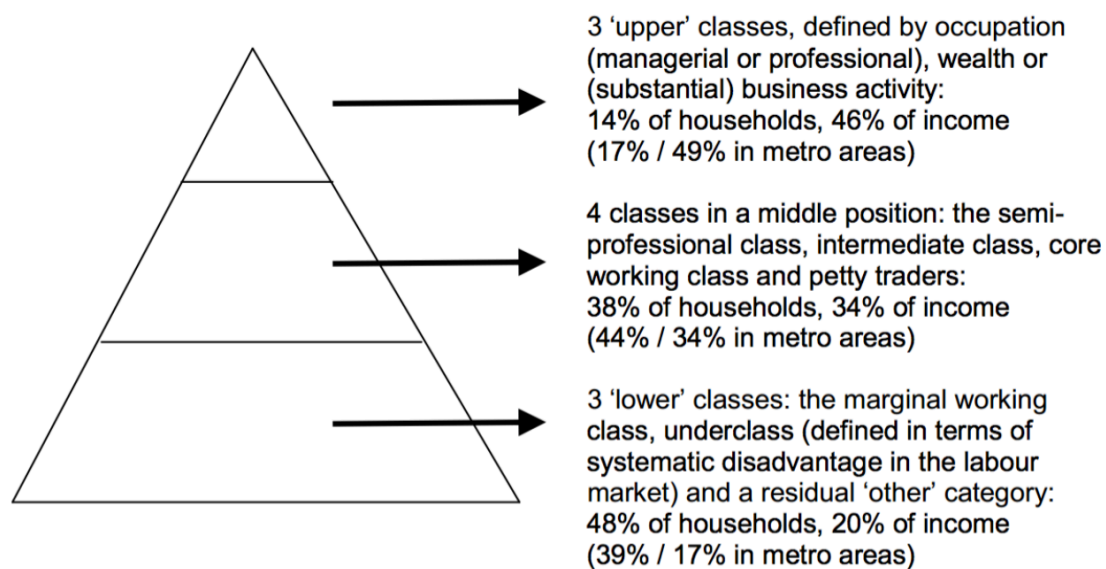 3 ‘upper’ classes, defined by occupation
(managerial or professional), wealth or
(substantial) business activity:
14% of households, 46% of income
(17% / 49% in metro areas)
4 classes in a middle position: the semi-
professional class, intermediate class, core
working class and petty traders:
38% of households, 34% of income
(44% / 34% in metro areas)
3 ‘lower’ classes: the marginal working
class, underclass (defined in terms of
systematic disadvantage in the labour
market) and a residual ‘other’ category:
48% of households, 20% of income
(39% / 17% in metro areas)